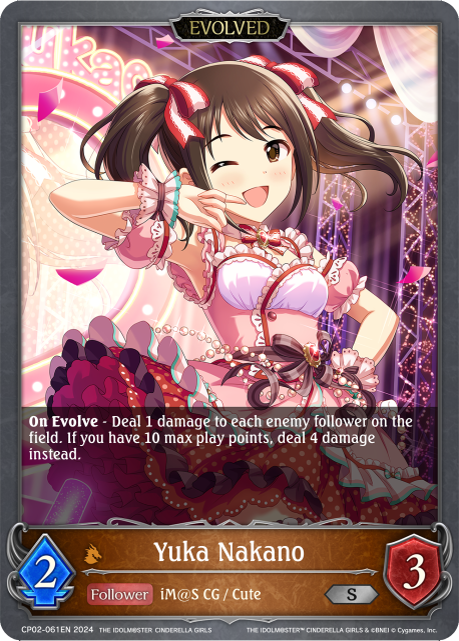 EVOLVED
On Evolve - Deal 1 damage to each enemy follower on the
field. If you have 10 max play points, deal 4 damage
instead.
Yuka Nakano
2
Follower iM@S CG / Cute
S
3
CP02-061EN 2024 THE IDOLM@STER CINDERELLA GIRLS THE IDOLM@STER™ CINDERELLA GIRLS & ©BNEI © Cygames, Inc.